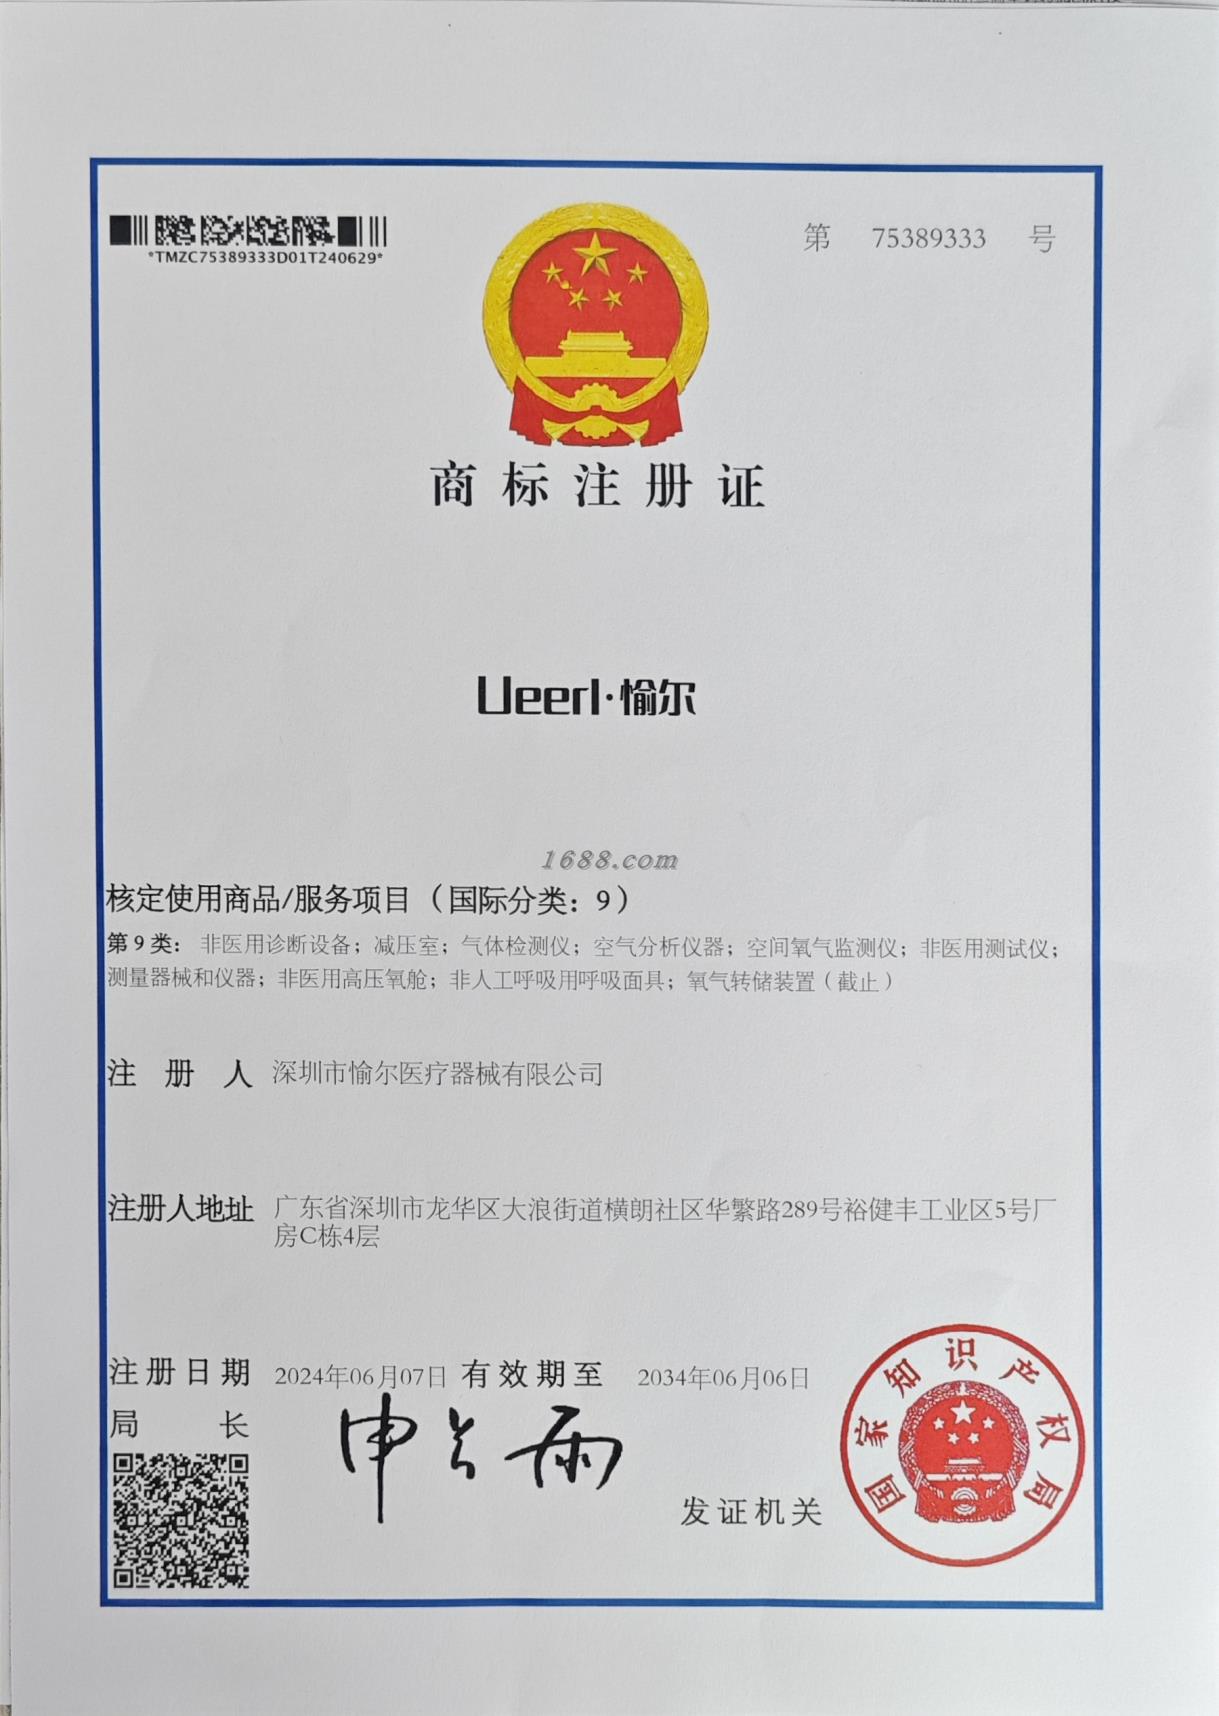 *TMZC75389333D01T240629*
第 75389333 号
商标注册证
Ueerl·愉尔
1688.com
核定使用商品/服务项目（国际分类：9）
第9类：非医用诊断设备；减压室；气体检测仪；空气分析仪器；空间氧气监测仪；非医用测试仪；
测量器械和仪器；非医用高压氧舱；非人工呼吸用呼吸面具；氧气转储装置（截止）
注册人 深圳市愉尔医疗器械有限公司
注册人地址 广东省深圳市龙华区大浪街道横朗社区华繁路289号裕健丰工业区5号厂
房C栋4层
注册日期 2024年06月07日 有效期至 2034年06月06日
局长 申长雨
发证机关
国家知识产权局